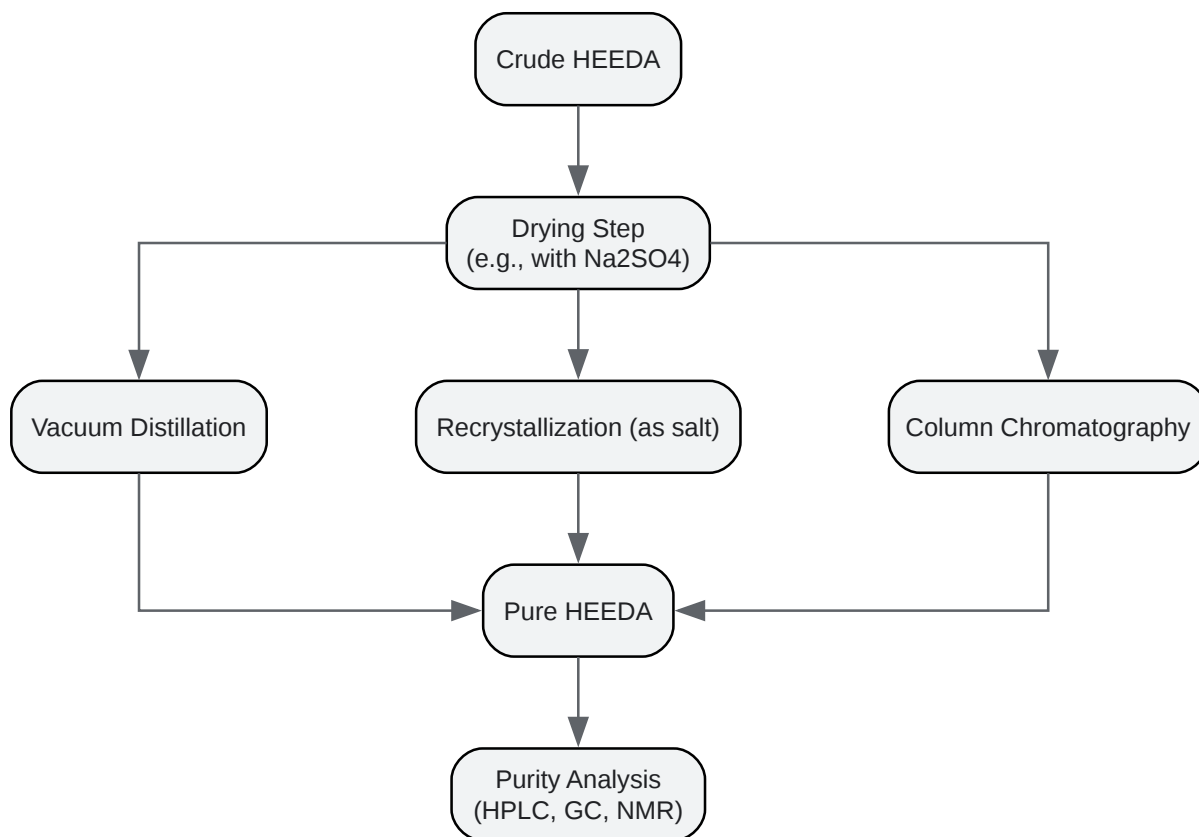 Crude HEEDA
Drying Step
(e.g., with Na2SO4)
Vacuum Distillation
Recrystallization (as salt)
Column Chromatography
Pure HEEDA
Purity Analysis
(HPLC, GC, NMR)